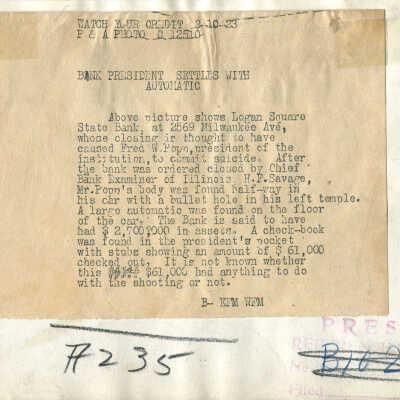 WATCH YOUR CREDIT 2-10-23
P & A PHOTO D 12510
BANK PRESIDENT SETTLES WITH
AUTOMATIC
Above picture shows Logan Square
State Bank, at 2569 Milwaukee Ave,
whose closing is thought to have
caused Fred W.Popp,president of the
institution,to commit suicide. After
the bank was ordered closed by Chief
Bank Examiner of Illinois H.F.Savage,
Mr.Popp's body was found half-way in
his car with a bullet hole in his left temple.
A large automatic was found on the floor
of the car. The Bank is said to have
had $ 2,700?000 in assets. A check-book
was found in the president's pocket
with stubs showing an amount of $ 61,000
checked out. It is not known whether
this $61,000 had anything to do
with the shooting or not.
B- KFM WFM
#235
PRES
No B162
Filed